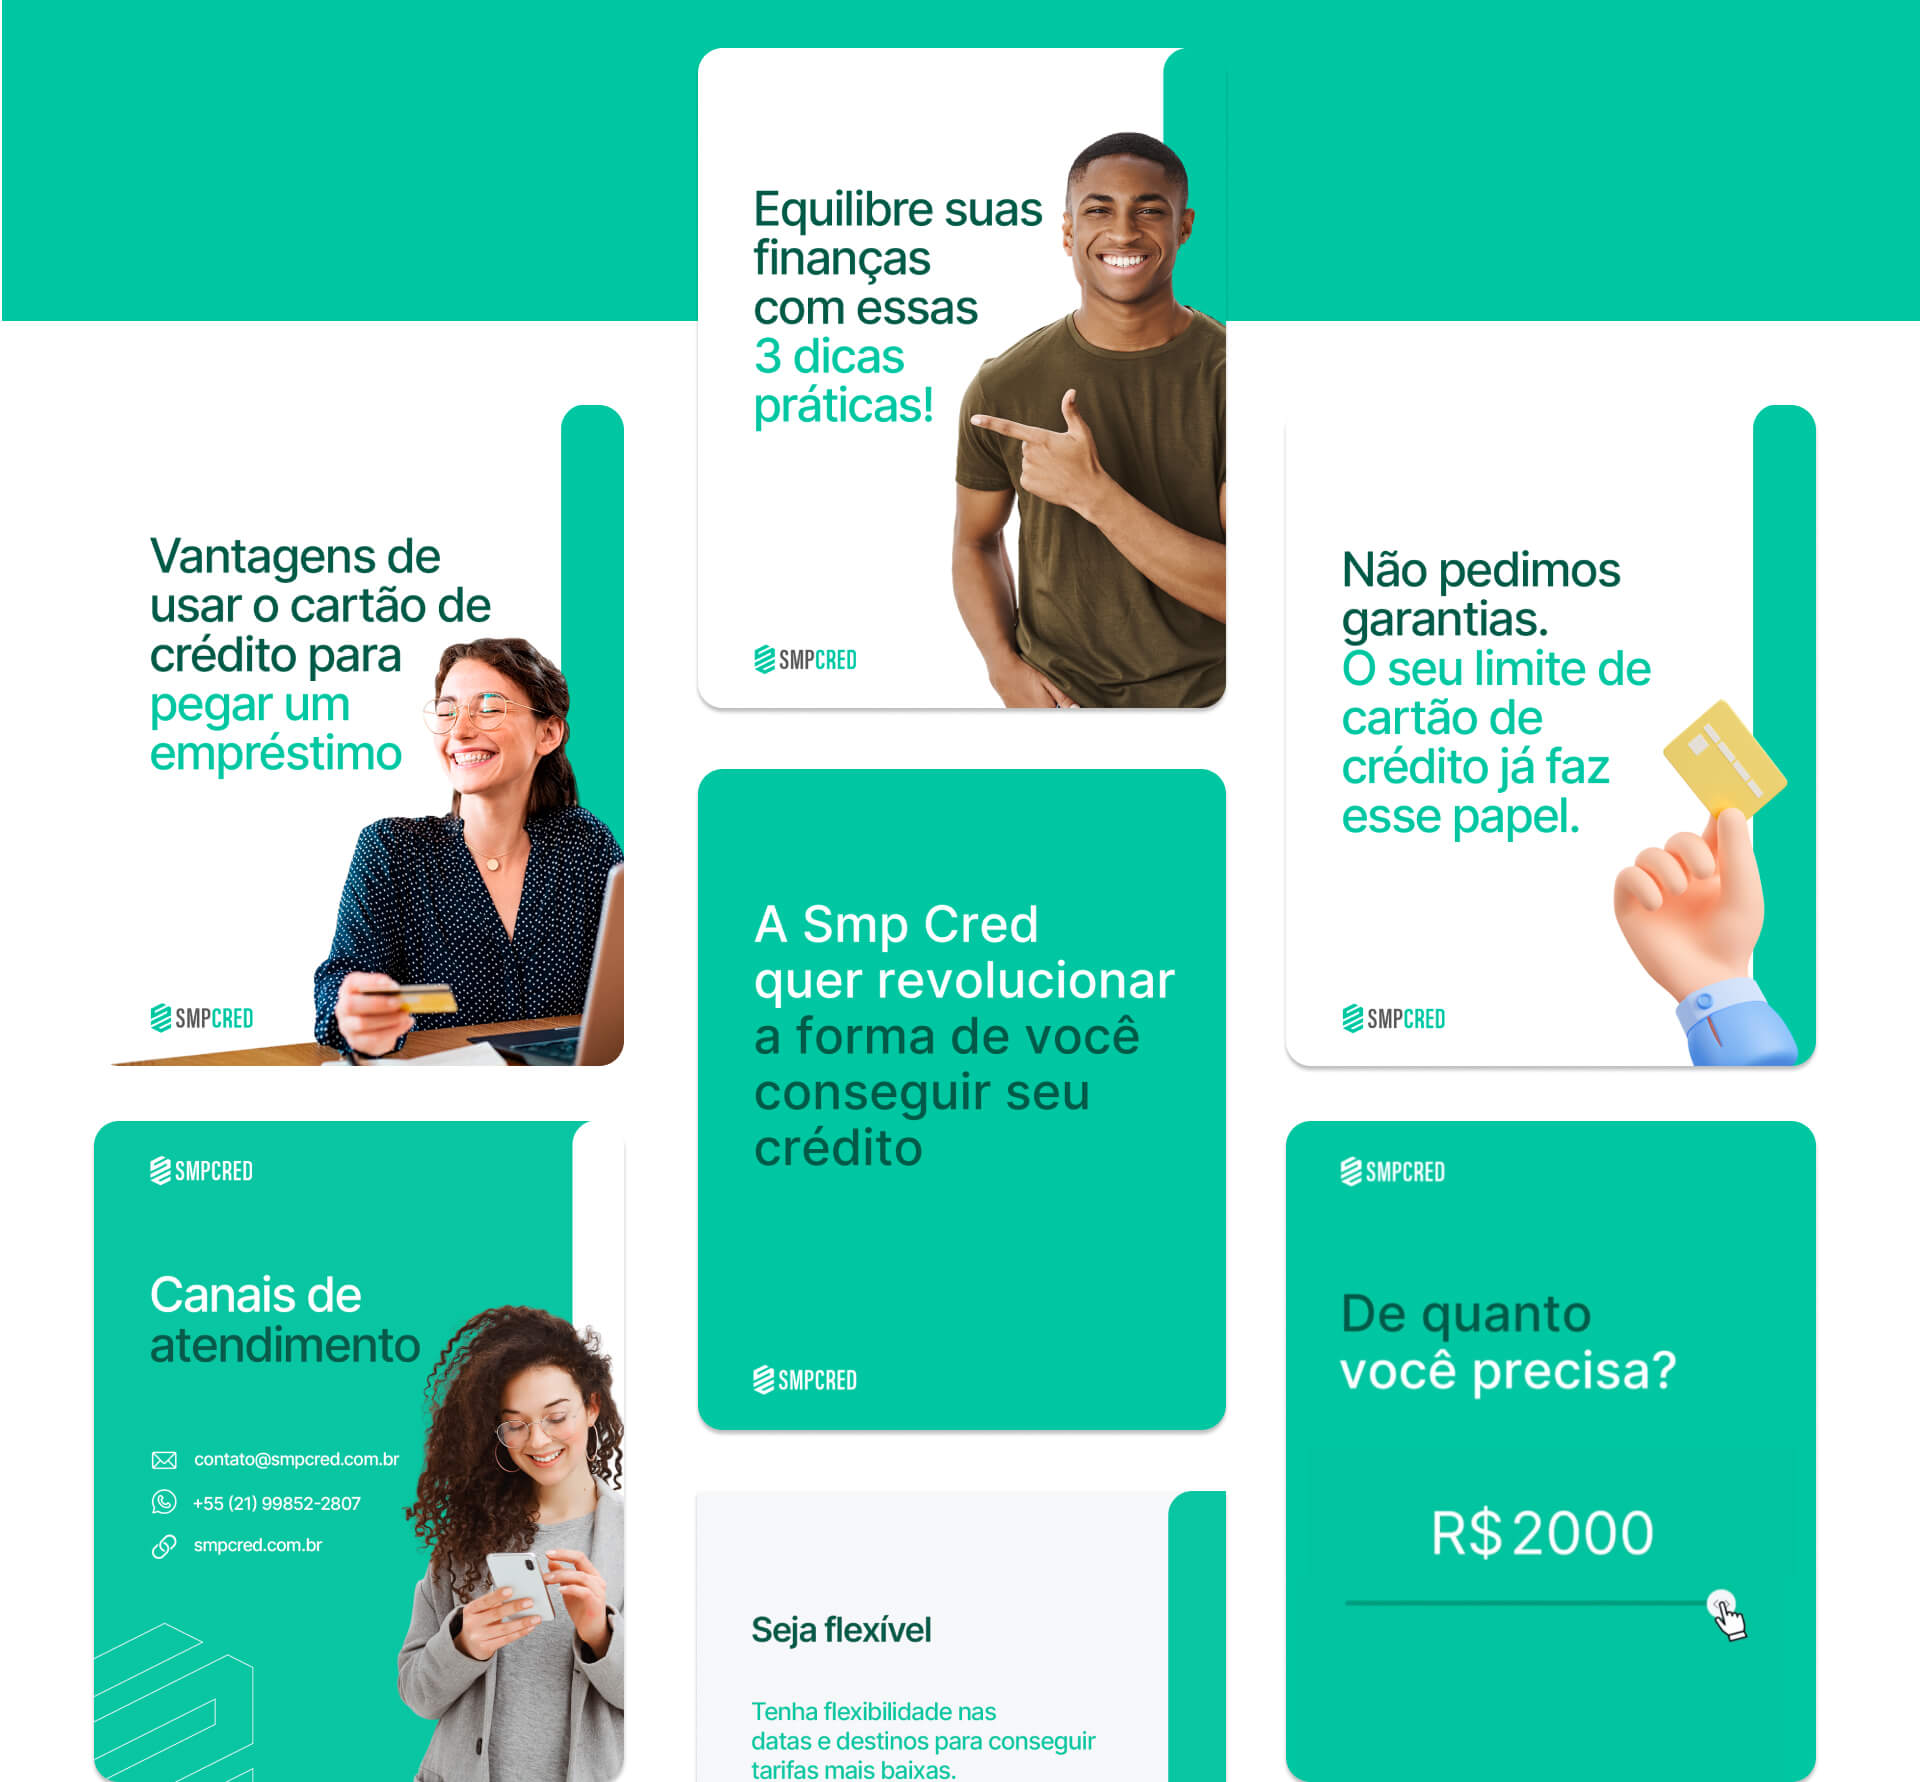 Equilibre suas
finanças
com essas
3 dicas
práticas!
SMPCRED
Vantagens de
usar o cartão de
crédito para
pegar um
empréstimo
SMPCRED
Não pedimos
garantias.
O seu limite de
cartão de
crédito já faz
esse papel.
SMPCRED
A Smp Cred
quer revolucionar
a forma de você
conseguir seu
crédito
SMPCRED
SMPCRED
Canais de
atendimento
contato@smpcred.com.br
+55 (21) 99852-2807
smpcred.com.br
SMPCRED
De quanto
você precisa?
R$2000
Seja flexível
Tenha flexibilidade nas
datas e destinos para conseguir
tarifas mais baixas.